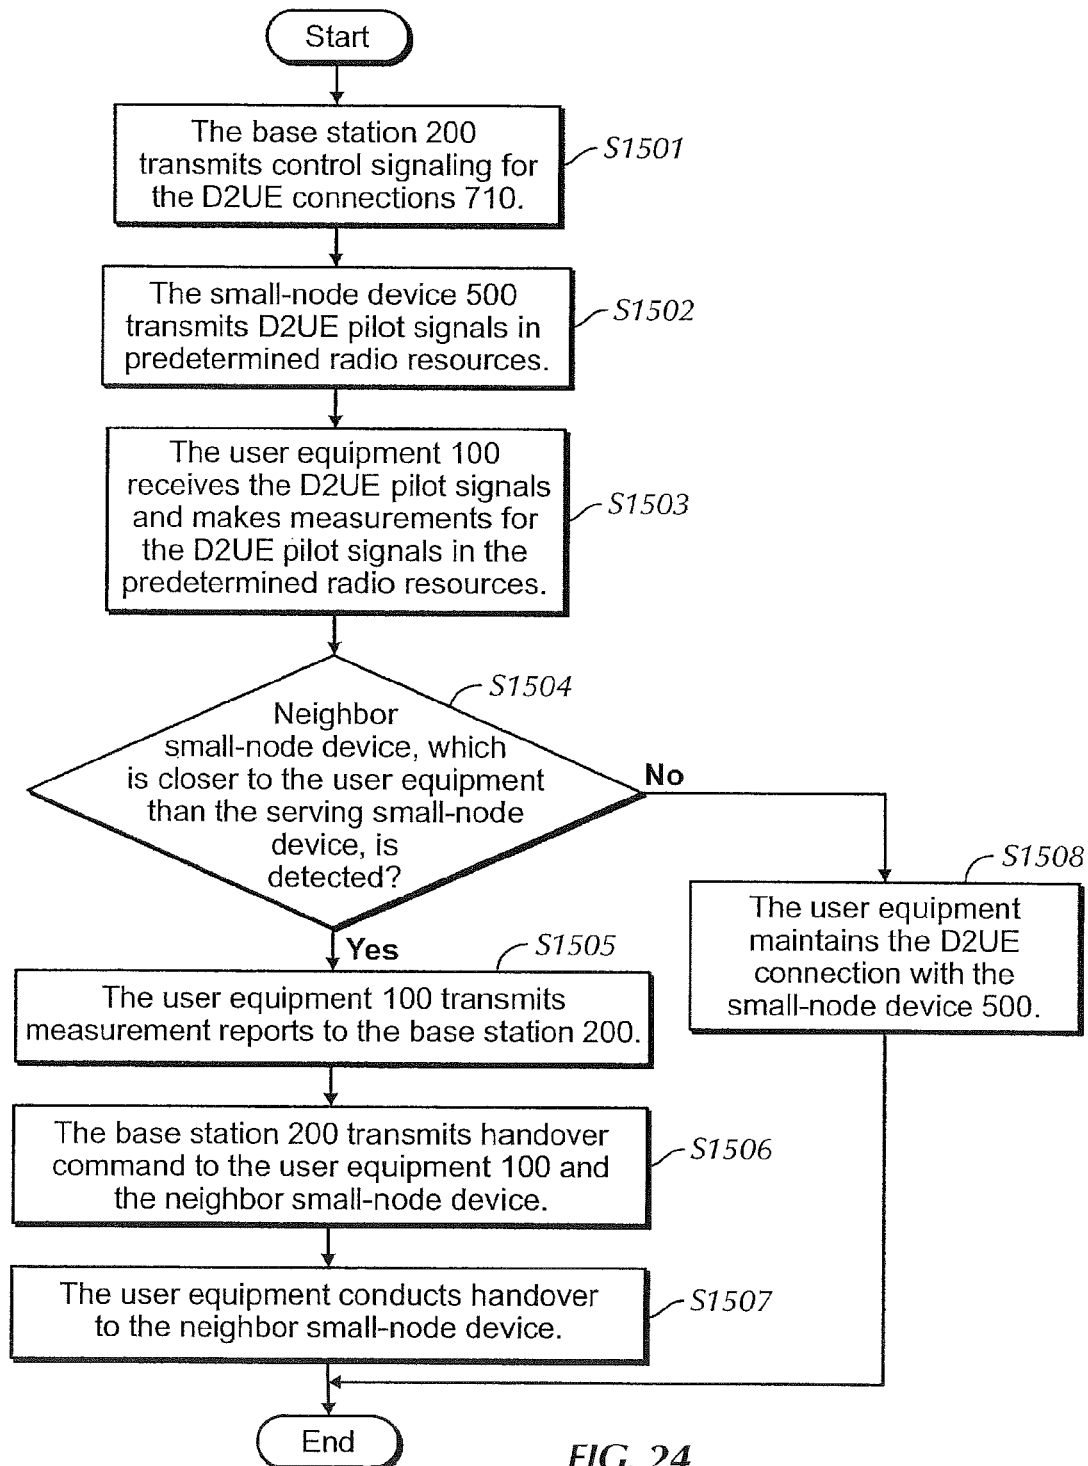 Start
The base station 200
transmits control signaling for
the D2UE connections 710.
S1501
The small-node device 500
transmits D2UE pilot signals in
predetermined radio resources.
S1502
The user equipment 100
receives the D2UE pilot signals
and makes measurements for
the D2UE pilot signals in the
predetermined radio resources.
S1503
S1504
Neighbor
small-node device, which
is closer to the user equipment
than the serving small-node
device, is
detected?
No
Yes
S1508
The user equipment
maintains the D2UE
connection with the
small-node device 500.
S1505
The user equipment 100 transmits
measurement reports to the base station 200.
The base station 200 transmits handover
command to the user equipment 100 and
the neighbor small-node device.
S1506
The user equipment conducts handover
to the neighbor small-node device.
S1507
End
FIG. 24